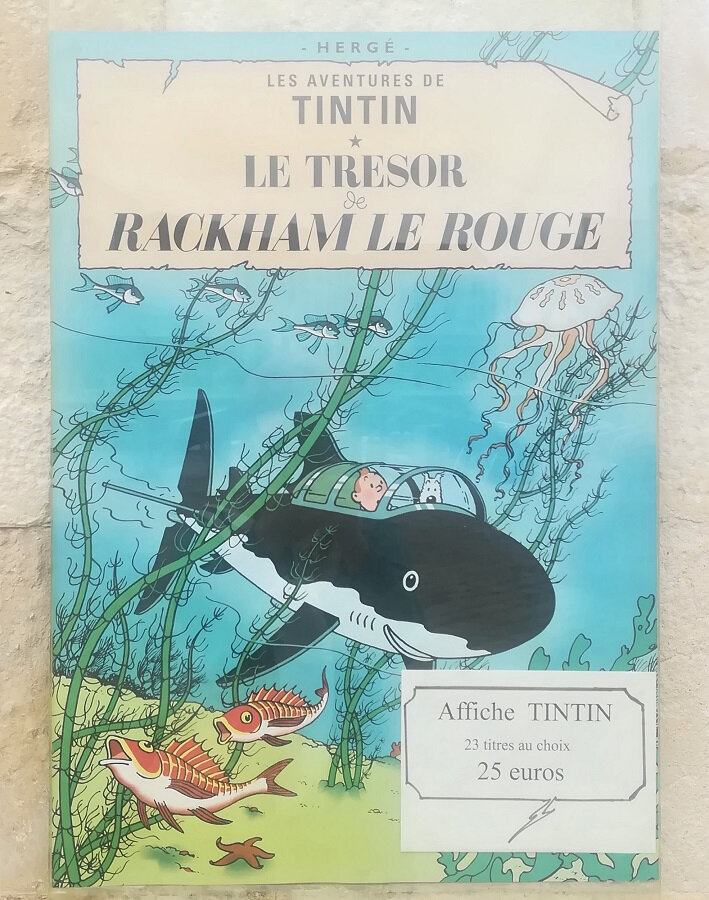 - HERGÉ -
LES AVENTURES DE
TINTIN
LE TRESOR
de
RACKHAM LE ROUGE
Affiche TINTIN
23 titres au choix
25 euros